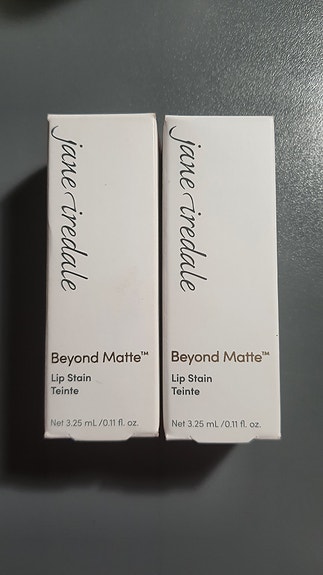 jane iredale
Beyond Matte™
Lip Stain
Teinte
Net 3.25 mL /0.11 fl. oz.
jane iredale
Beyond Matte™
Lip Stain
Teinte
Net 3.25 mL /0.11 fl. oz.